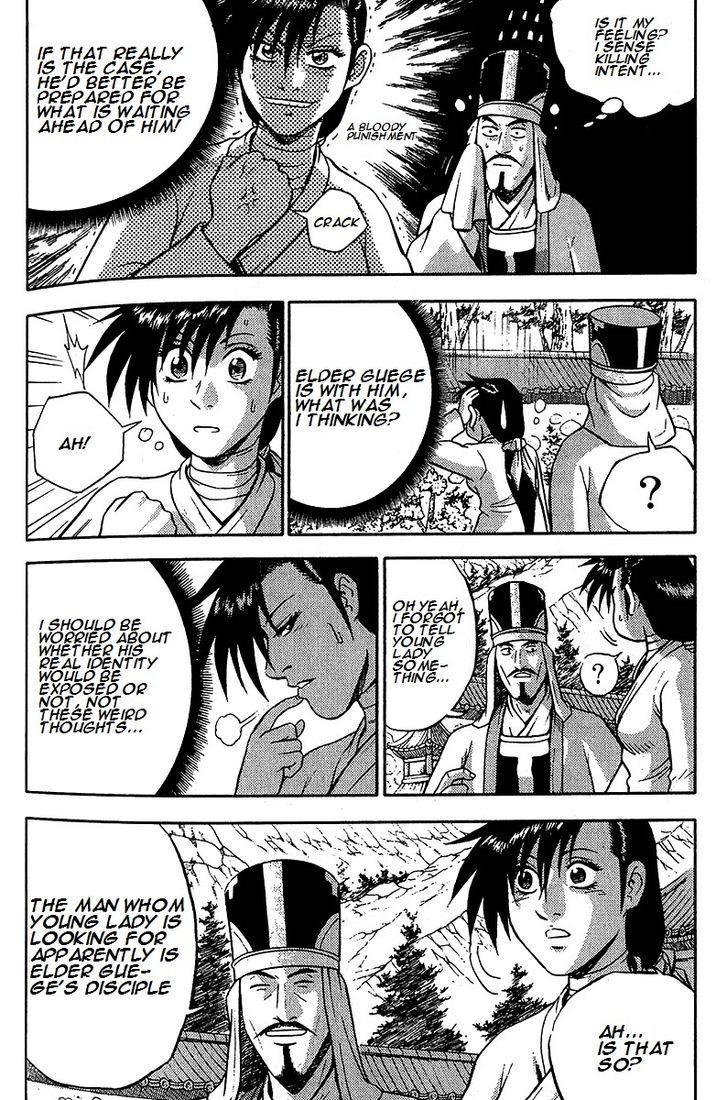 IF THAT REALLY
IS THE CASE,
HE'D BETTER BE
PREPARED FOR
WHAT IS WAITING
AHEAD OF HIM!
A BLOODY
PUNISHMENT
CRACK
IS IT MY
FEELING?
I SENSE
KILLING
INTENT...
AH!
ELDER GUEGE
IS WITH HIM,
WHAT WAS
I THINKING?
?
I SHOULD BE
WORRIED ABOUT
WHETHER HIS
REAL IDENTITY
WOULD BE
EXPOSED OR
NOT, NOT
THESE WEIRD
THOUGHTS...
OH YEAH,
I FORGOT
TO TELL
YOUNG
LADY
SOME-
THING...
?
THE MAN WHOM
YOUNG LADY IS
LOOKING FOR
APPARENTLY IS
ELDER GUE-
GE'S DISCIPLE
AH...
IS THAT
SO?